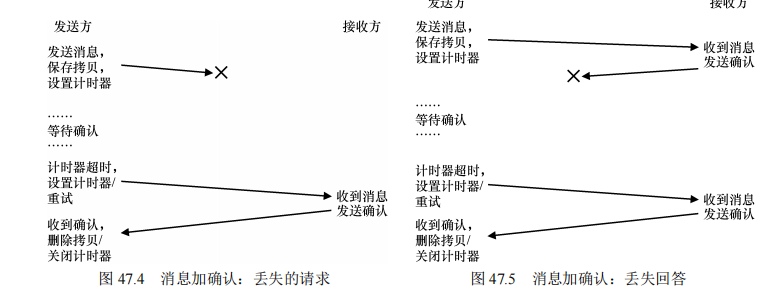 发送方
接收方
发送消息，
保存拷贝，
设置计时器
……
等待确认
……
计时器超时，
设置计时器/
重试
收到消息
发送确认
收到确认，
删除拷贝/
关闭计时器
图 47.4 消息加确认：丢失的请求
发送方
接收方
发送消息，
保存拷贝，
设置计时器
收到消息
发送确认
……
等待确认
……
计时器超时，
设置计时器/
重试
收到消息
发送确认
收到确认，
删除拷贝/
关闭计时器
图 47.5 消息加确认：丢失回答